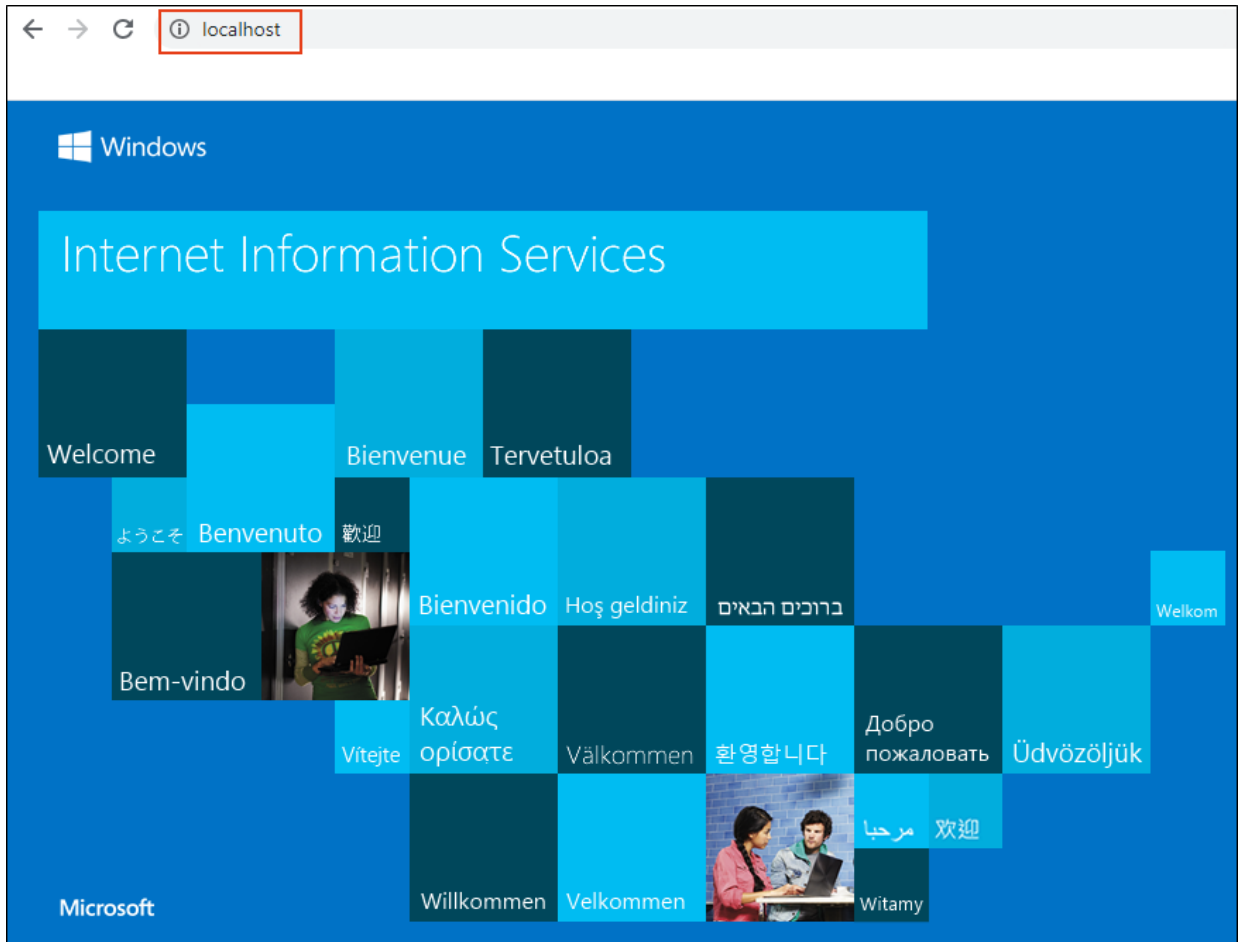 localhost
Windows
Internet Information Services
Welcome
Bienvenue
Tervetuloa
ようこそ
Benvenuto
歡迎
Bienvenido
Hoş geldiniz
ברוכים הבאים
Welkom
Bem-vindo
Vítejte
Καλώς
ορίσατε
Välkommen
환영합니다
Добро
пожаловать
Üdvözöljük
مرحبا
欢迎
Willkommen
Velkommen
Witamy
Microsoft